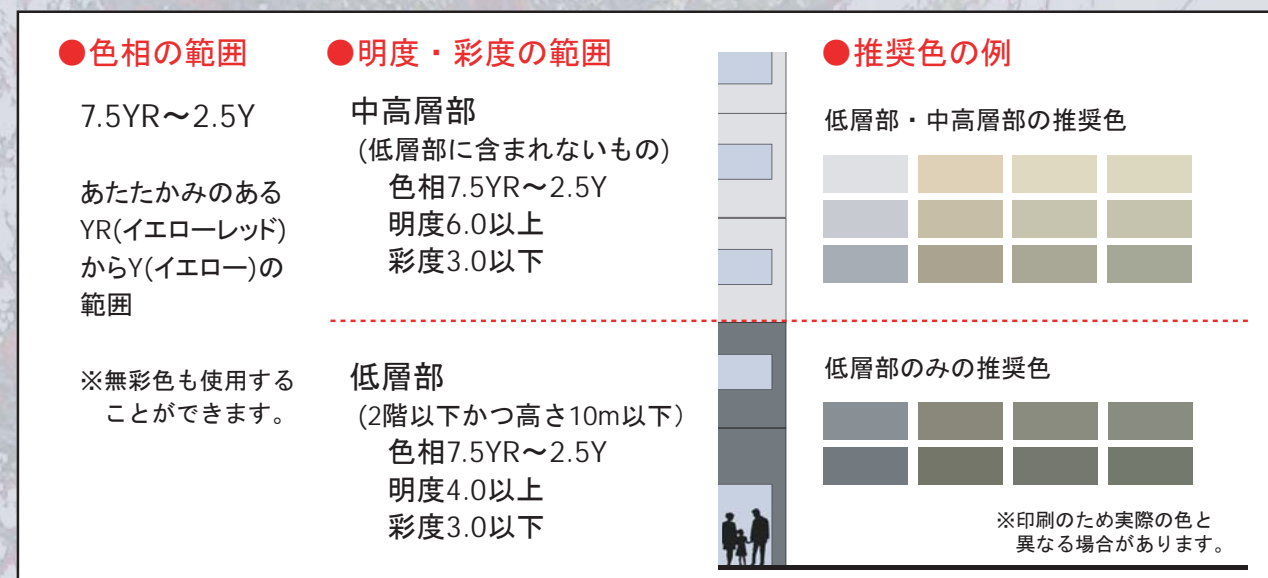 ●色相の範囲
7.5YR～2.5Y
あたたかみのある
YR(イエローレッド)
からY(イエロー)の
範囲
※無彩色も使用する
ことができます。
●明度・彩度の範囲
中高層部
(低層部に含まれないもの)
色相7.5YR～2.5Y
明度6.0以上
彩度3.0以下
低層部
(2階以下かつ高さ10m以下)
色相7.5YR～2.5Y
明度4.0以上
彩度3.0以下
●推奨色の例
低層部・中高層部の推奨色
低層部のみの推奨色
※印刷のため実際の色と
異なる場合があります。